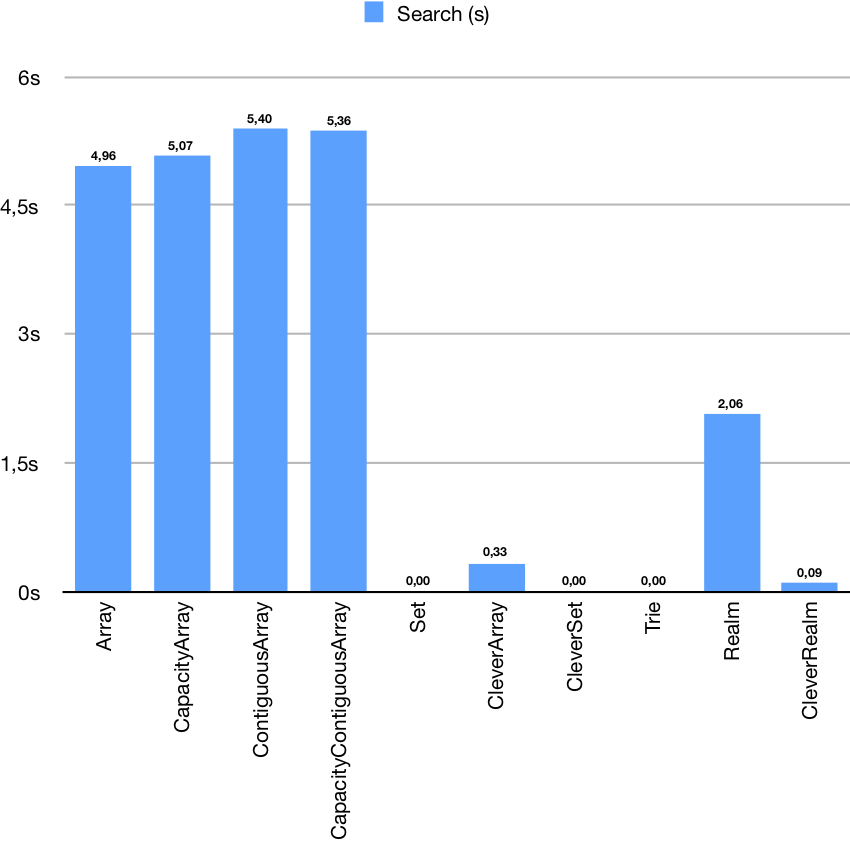 Search (s)
6s
4,5s
3s
1,5s
0s
4,96
5,07
5,40
5,36
0,00
0,33
0,00
0,00
2,06
0,09
Array
CapacityArray
ContiguousArray
CapacityContiguousArray
Set
CleverArray
CleverSet
Trie
Realm
CleverRealm